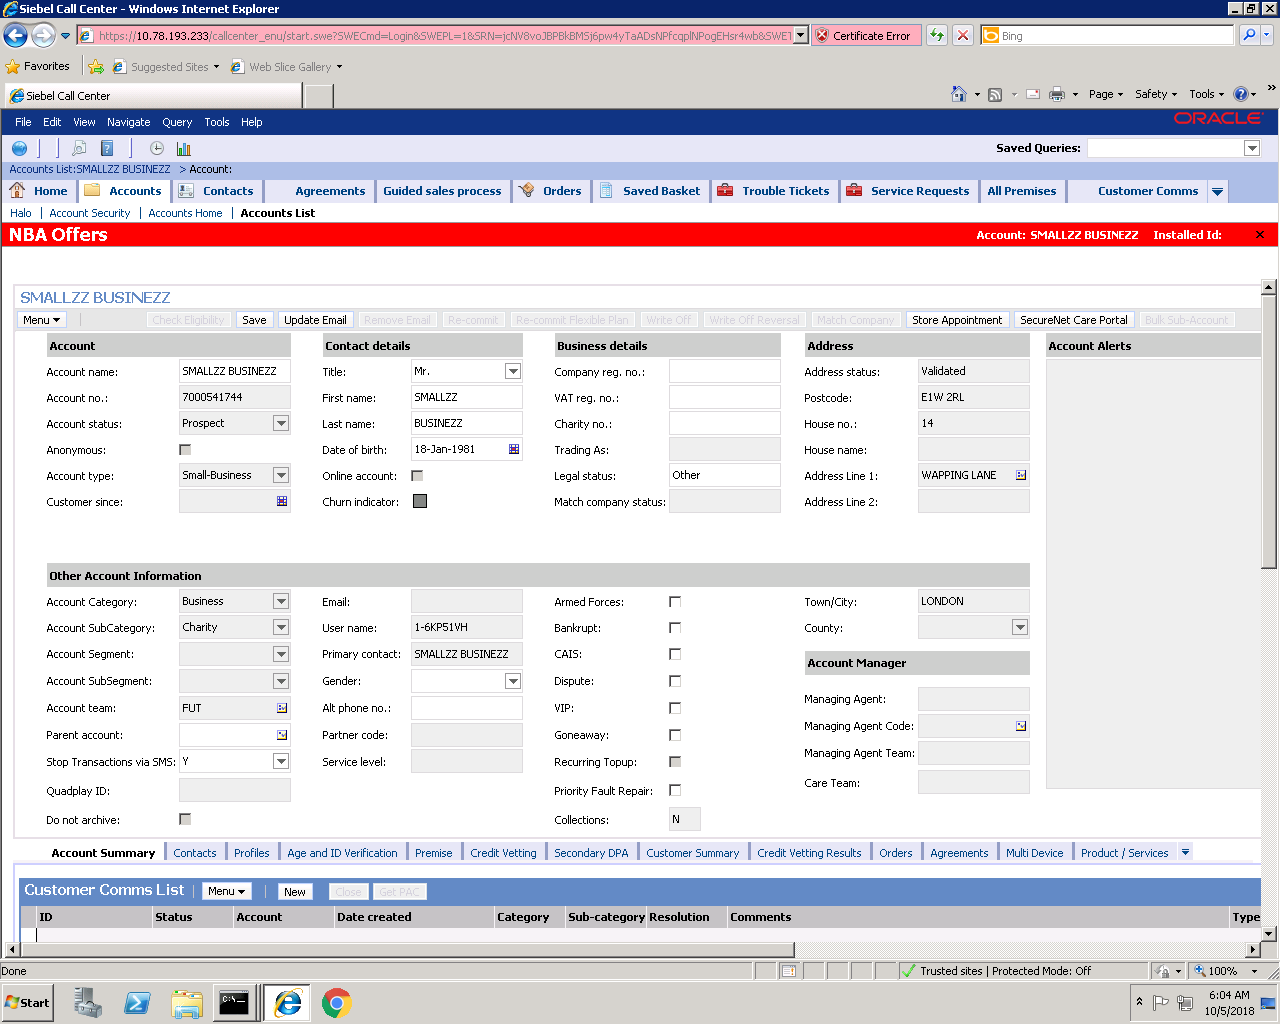 Siebel Call Center - Windows Internet Explorer
https://10.78.193.233/callcenter_enu/start.swe?SWECmd=Login&SWEPL=1&SRN=jcNV8voJBPBkBMSj6pw4yTaADsNPfcqplNPogEHsr4wb&SWET
Certificate Error
Bing
Favorites
Suggested Sites
Web Slice Gallery
Siebel Call Center
Page
Safety
Tools
File Edit View Navigate Query Tools Help
ORACLE
Saved Queries:
Accounts List:SMALLZZ BUSINEZZ > Account:
Home Accounts Contacts Agreements Guided sales process Orders Saved Basket Trouble Tickets Service Requests All Premises Customer Comms
Halo | Account Security | Accounts Home | Accounts List
NBA Offers
Account: SMALLZZ BUSINEZZ Installed Id:
SMALLZZ BUSINEZZ
Menu Check Eligibility Save Update Email Remove Email Re-commit Re-commit Flexible Plan Write Off Write Off Reversal Match Company Store Appointment SecureNet Care Portal Bulk Sub-Account
Account Contact details Business details Address Account Alerts
Account name: SMALLZZ BUSINEZZ Title: Mr. Company reg. no.: Address status: Validated
Account no.: 7000541744 First name: SMALLZZ VAT reg. no.: Postcode: E1W 2RL
Account status: Prospect Last name: BUSINEZZ Charity no.: House no.: 14
Anonymous: Date of birth: 18-Jan-1981 Trading As: House name:
Account type: Small-Business Online account: Legal status: Other Address Line 1: WAPPING LANE
Customer since: Churn indicator: Match company status: Address Line 2:
Other Account Information
Account Category: Business Email: Armed Forces: Town/City: LONDON
Account SubCategory: Charity User name: 1-6KP51VH Bankrupt: County:
Account Segment: Primary contact: SMALLZZ BUSINEZZ CAIS: Account Manager
Account SubSegment: Gender: Dispute:
Account team: FUT Alt phone no.: VIP: Managing Agent:
Parent account: Partner code: Goneaway: Managing Agent Code:
Stop Transactions via SMS: Y Service level: Recurring Topup: Managing Agent Team:
Quadplay ID: Priority Fault Repair: Care Team:
Do not archive: Collections: N
Account Summary Contacts Profiles Age and ID Verification Premise Credit Vetting Secondary DPA Customer Summary Credit Vetting Results Orders Agreements Multi Device Product / Services
Customer Comms List Menu New Close Get PAC
ID Status Account Date created Category Sub-category Resolution Comments Type
Done
Trusted sites | Protected Mode: Off
100%
Start
6:04 AM
10/5/2018